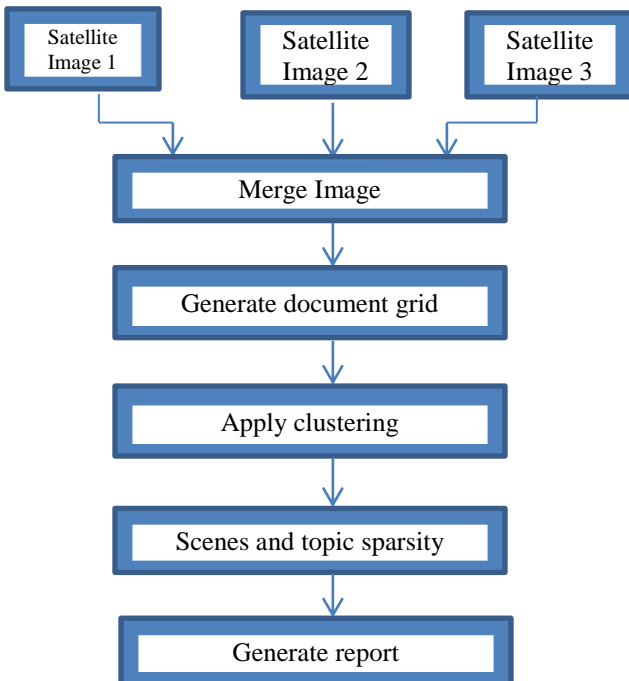 Satellite
Image 1
Satellite
Image 2
Satellite
Image 3
Merge Image
Generate document grid
Apply clustering
Scenes and topic sparsity
Generate report